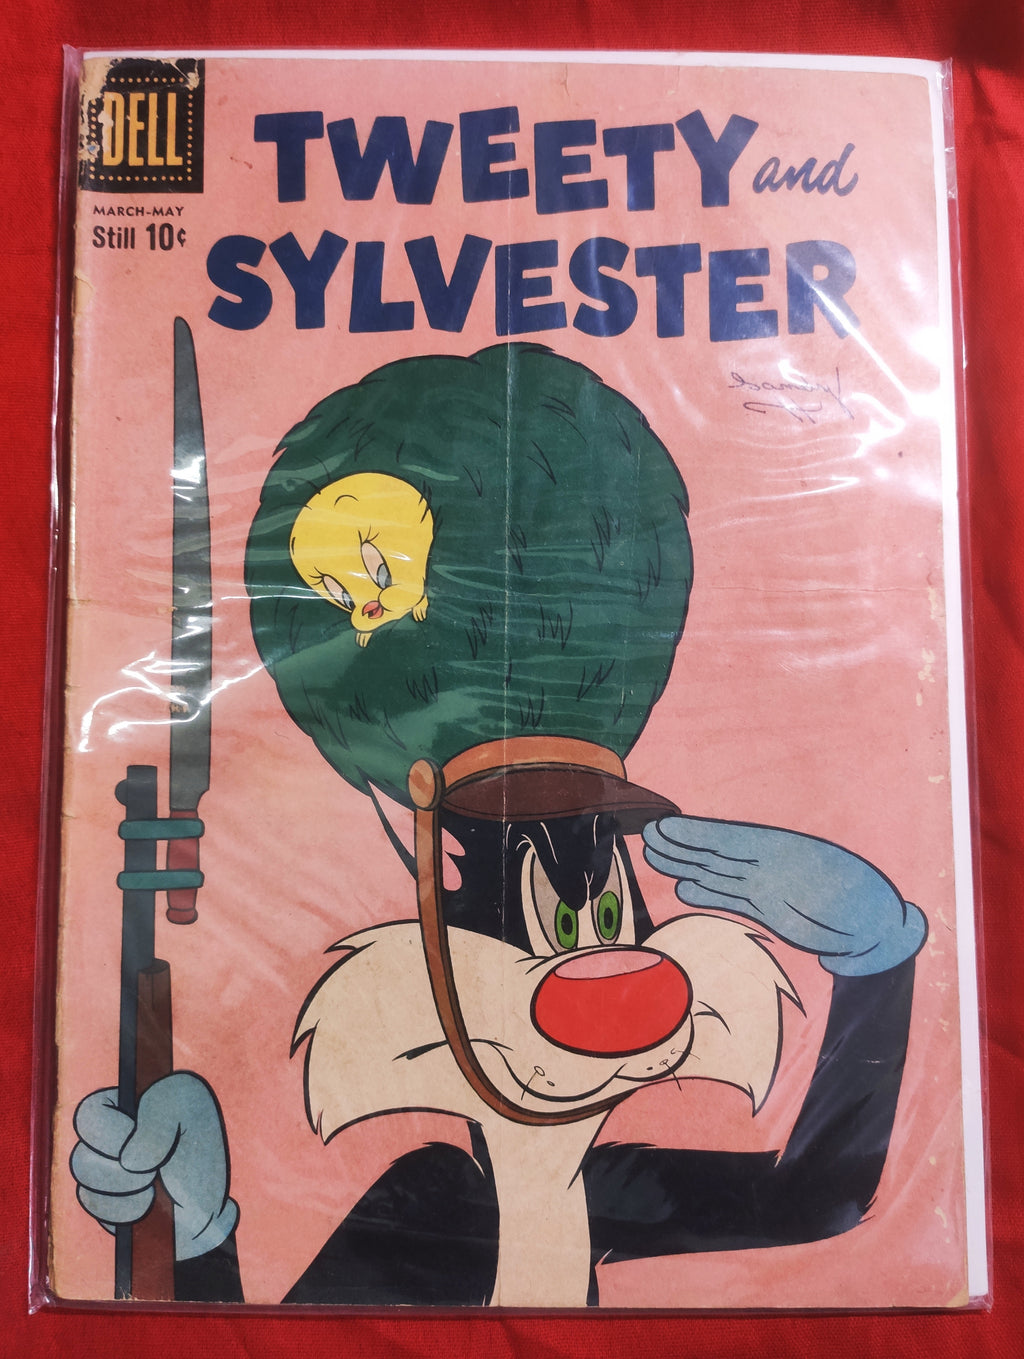 DELL
MARCH-MAY
Still 10¢
TWEETY and
SYLVESTER